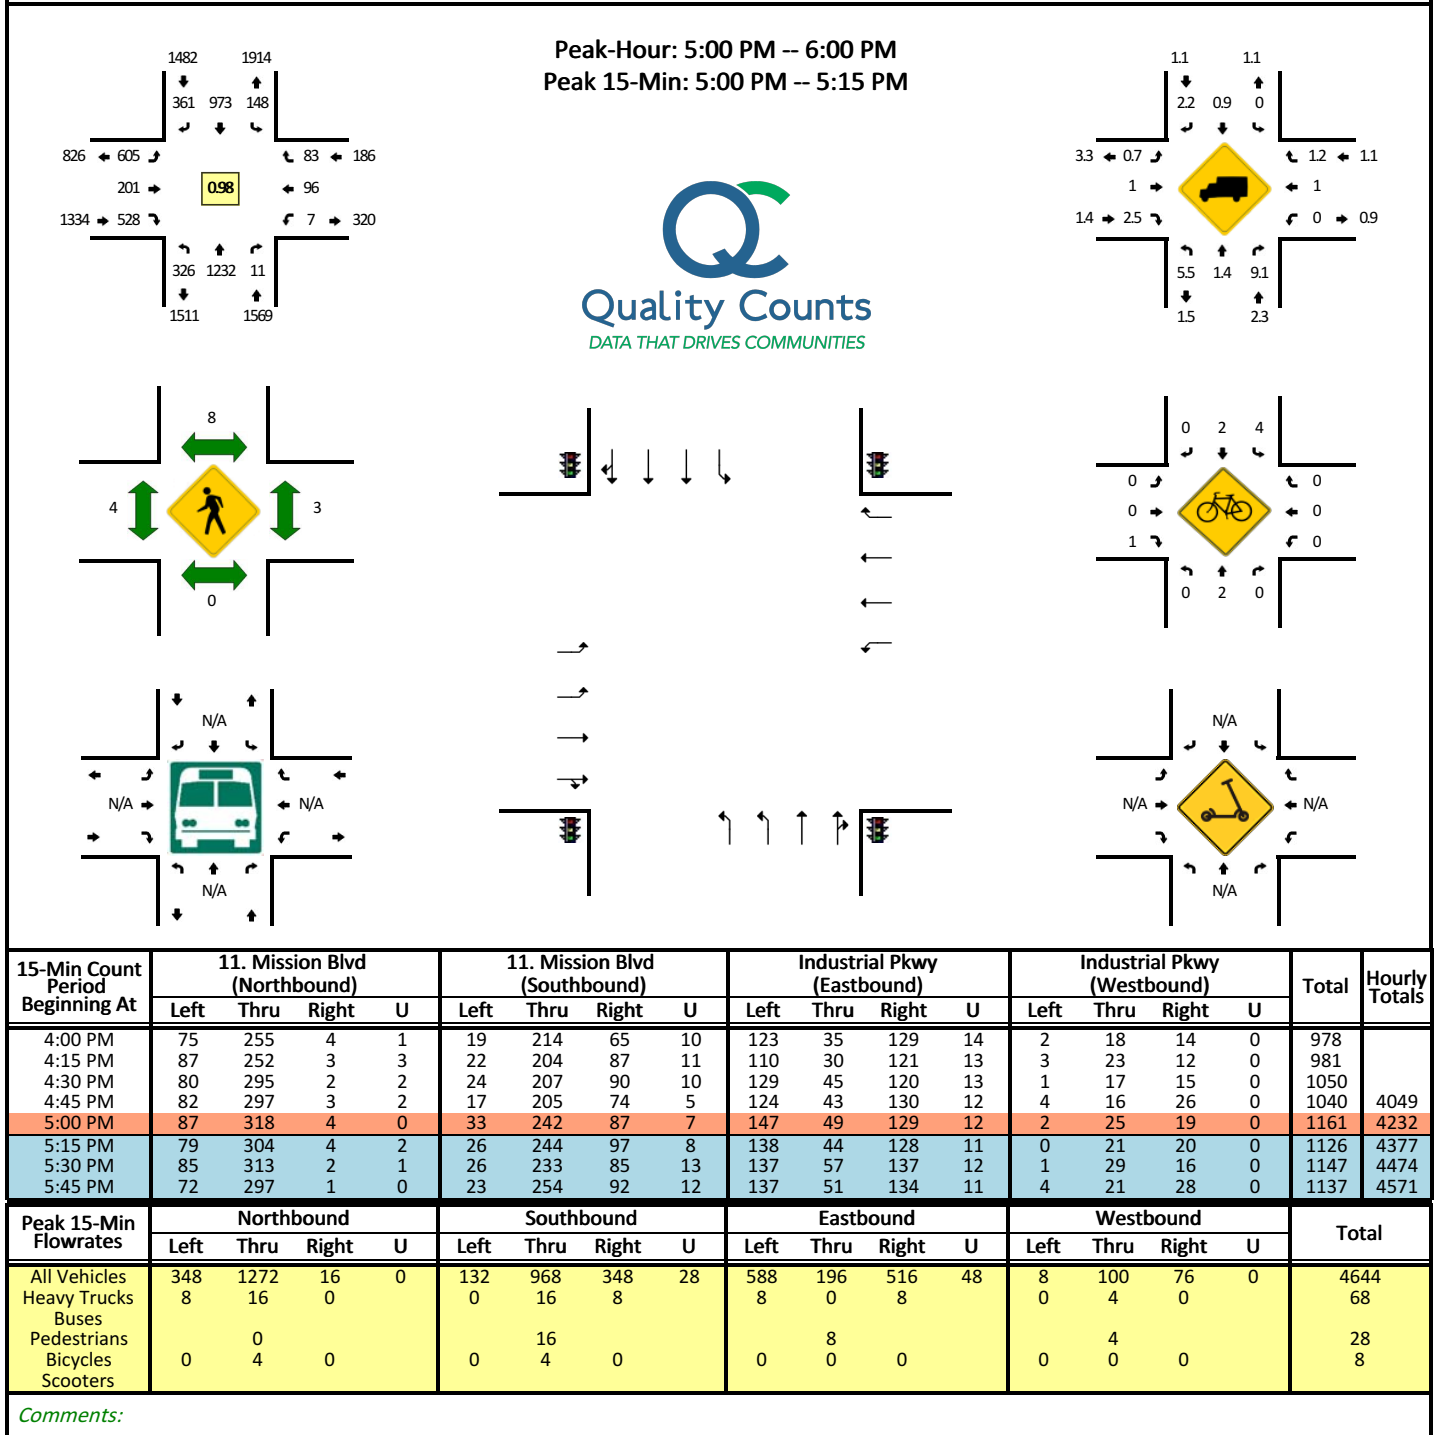 Peak-Hour: 5:00 PM -- 6:00 PM
Peak 15-Min: 5:00 PM -- 5:15 PM
1482 1914
361 973 148
826 605 83 186
201 0.98 96
1334 528 7 320
326 1232 11
1511 1569
QC
Quality Counts
DATA THAT DRIVES COMMUNITIES
1.1 1.1
2.2 0.9 0
3.3 0.7 1.2 1.1
1 1
1.4 2.5 0 0.9
5.5 1.4 9.1
1.5 2.3
8
4 3
0
0 2 4
0 0
0 0
1 0
0 2 0
N/A
N/A N/A
N/A
N/A
N/A N/A
N/A
15-Min Count Period Beginning At 11. Mission Blvd (Northbound) 11. Mission Blvd (Southbound) Industrial Pkwy (Eastbound) Industrial Pkwy (Westbound) Total Hourly Totals
Left Thru Right U Left Thru Right U Left Thru Right U Left Thru Right U
4:00 PM 75 255 4 1 19 214 65 10 123 35 129 14 2 18 14 0 978
4:15 PM 87 252 3 3 22 204 87 11 110 30 121 13 3 23 12 0 981
4:30 PM 80 295 2 2 24 207 90 10 129 45 120 13 1 17 15 0 1050
4:45 PM 82 297 3 2 17 205 74 5 124 43 130 12 4 16 26 0 1040 4049
5:00 PM 87 318 4 0 33 242 87 7 147 49 129 12 2 25 19 0 1161 4232
5:15 PM 79 304 4 2 26 244 97 8 138 44 128 11 0 21 20 0 1126 4377
5:30 PM 85 313 2 1 26 233 85 13 137 57 137 12 1 29 16 0 1147 4474
5:45 PM 72 297 1 0 23 254 92 12 137 51 134 11 4 21 28 0 1137 4571
Peak 15-Min Flowrates Northbound Southbound Eastbound Westbound Total
Left Thru Right U Left Thru Right U Left Thru Right U Left Thru Right U
All Vehicles 348 1272 16 0 132 968 348 28 588 196 516 48 8 100 76 0 4644
Heavy Trucks 8 16 0 0 16 8 8 0 8 0 4 0 68
Buses
Pedestrians 0 16 8 4 28
Bicycles 0 4 0 0 4 0 0 0 0 0 0 0 8
Scooters
Comments: